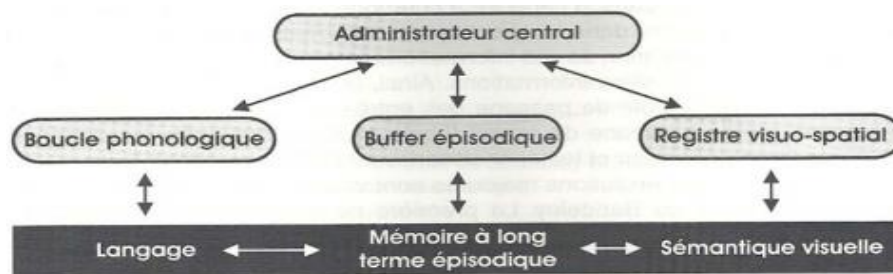 Administrateur central
Boucle phonologique
Buffer épisodique
Registre visuo-spatial
Langage
Mémoire à long
terme épisodique
Sémantique visuelle